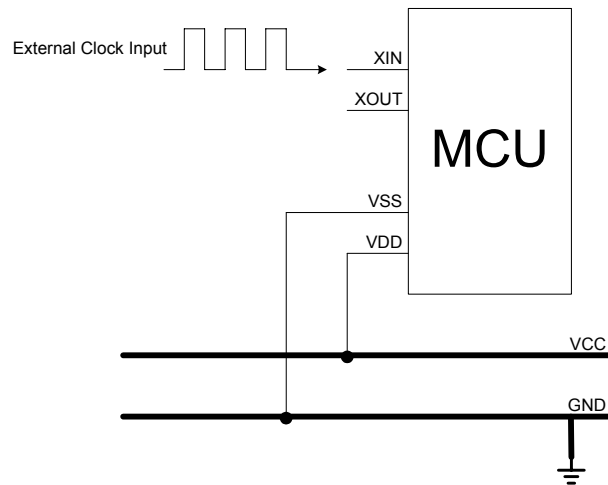 External Clock Input
XIN
XOUT
MCU
VSS
VDD
VCC
GND